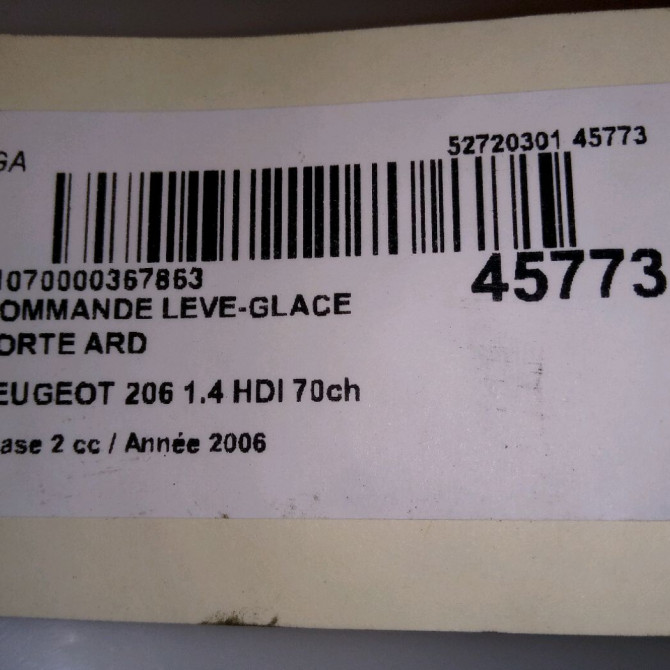 GA
52720301 45773
1070000367863
45773
OMMANDE LEVE-GLACE
ORTE ARD
EUGEOT 206 1.4 HDI 70ch
ase 2 cc / Année 2006